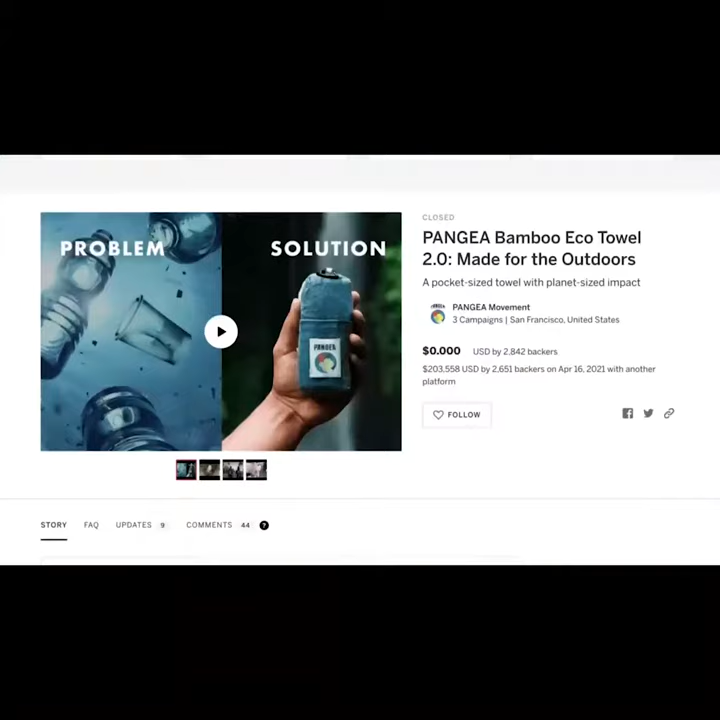 PROBLEM
SOLUTION
PANGEA
CLOSED
PANGEA Bamboo Eco Towel
2.0: Made for the Outdoors
A pocket-sized towel with planet-sized impact
PANGEA Movement
3 Campaigns | San Francisco, United States
$0.000 USD by 2,842 backers
$203,558 USD by 2,651 backers on Apr 16, 2021 with another
platform
FOLLOW
STORY FAQ UPDATES 9 COMMENTS 44 ?